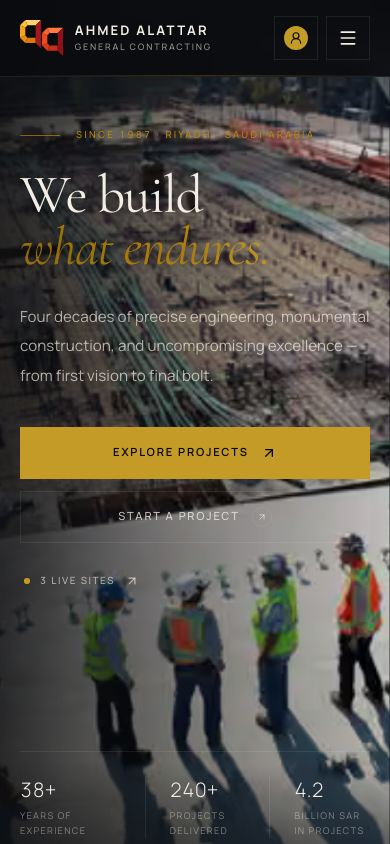 AHMED ALATTAR
GENERAL CONTRACTING
SINCE 1987 RIYADH SAUDI ARABIA
We build
what endures.
Four decades of precise engineering, monumental
construction, and uncompromising excellence —
from first vision to final bolt.
EXPLORE PROJECTS
START A PROJECT
3 LIVE SITES
38+
YEARS OF
EXPERIENCE
240+
PROJECTS
DELIVERED
4.2
BILLION SAR
IN PROJECTS